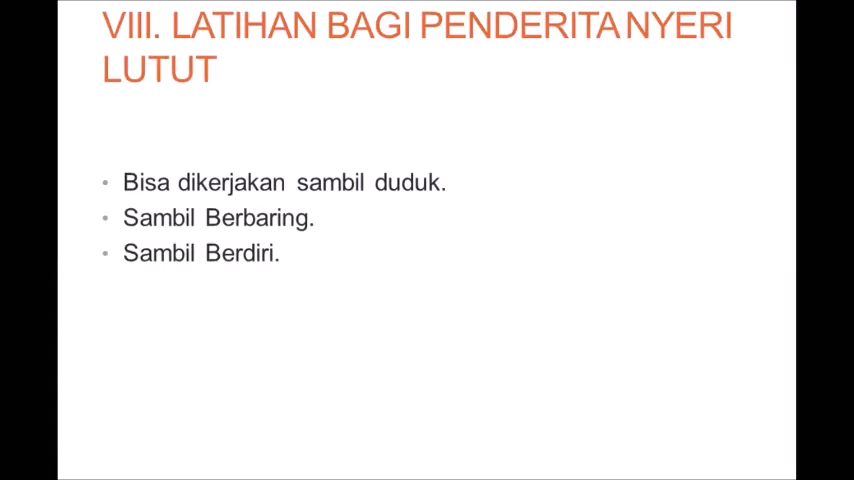 VIII. LATIHAN BAGI PENDERITA NYERI
LUTUT
• Bisa dikerjakan sambil duduk.
• Sambil Berbaring.
• Sambil Berdiri.